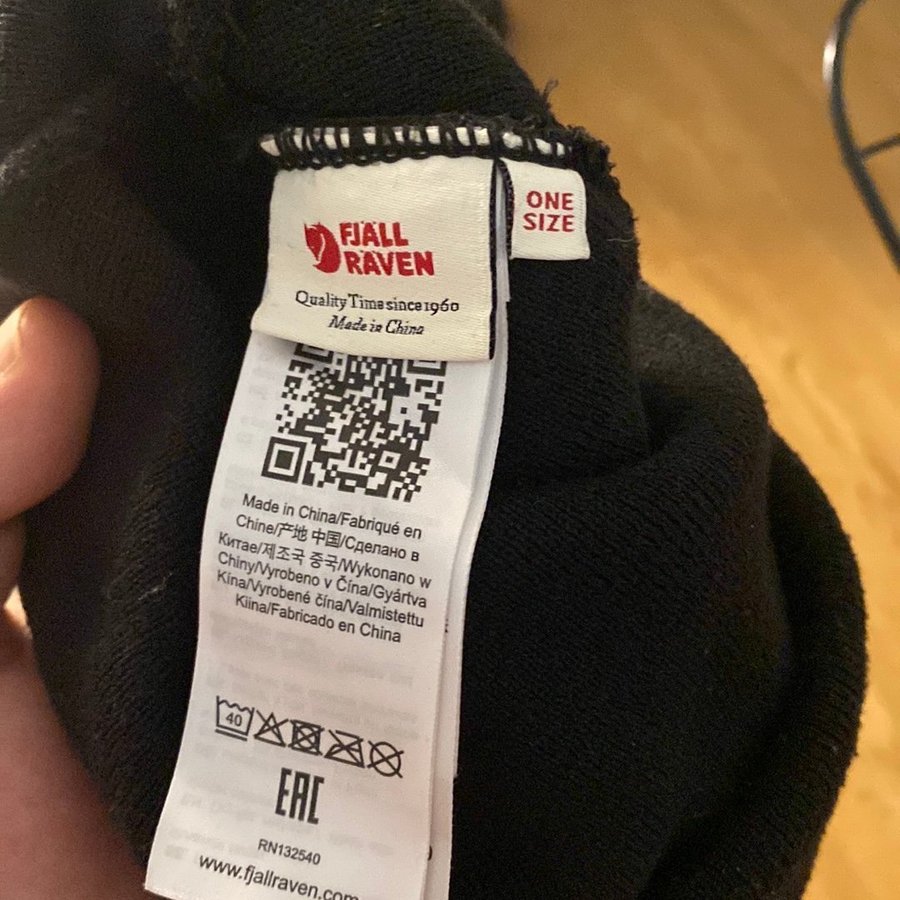 FJÄLL
RÄVEN
Quality Time since 1960
Made in China
ONE
SIZE
Made in China/Fabriqué en
Chine/产地 中国/Сделано в
Китае/제조국 중국/Wykonano w
Chiny/Vyrobeno v Čína/Gyártva
Kína/Vyrobené čína/Valmistettu
Kiina/Fabricado en China
40
EAC
RN132540
www.fjallraven.com